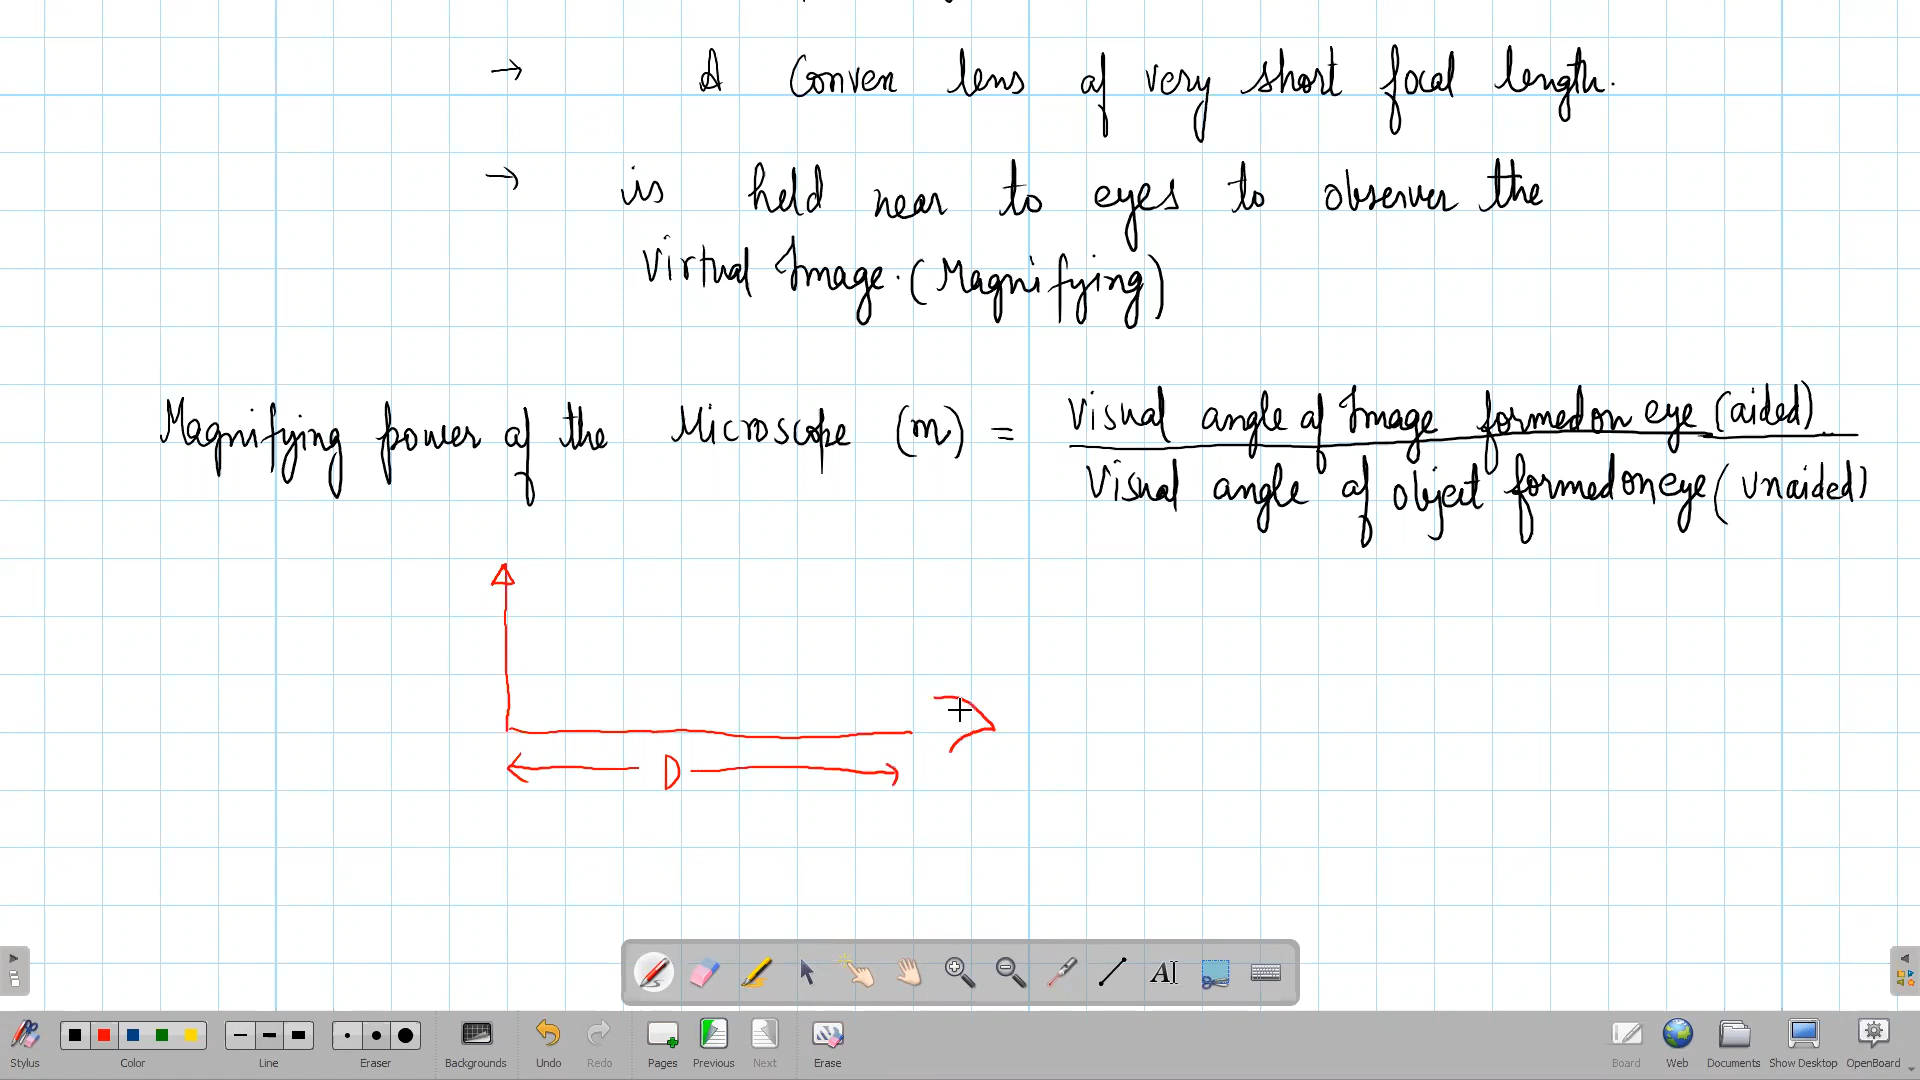 → A Conven lens of very short focal length.
→ is held near to eyes to observer the
Virtual Image. (Magnifying)
Magnifying power of the Microscope (m) = Visual angle of Image formed on eye (aided)
Visual angle of object formed on eye (unaided)
D
Stylus
Color
Line
Eraser
Backgrounds
Undo
Redo
Pages
Previous
Next
Erase
Board
Web
Documents
Show Desktop
OpenBoard